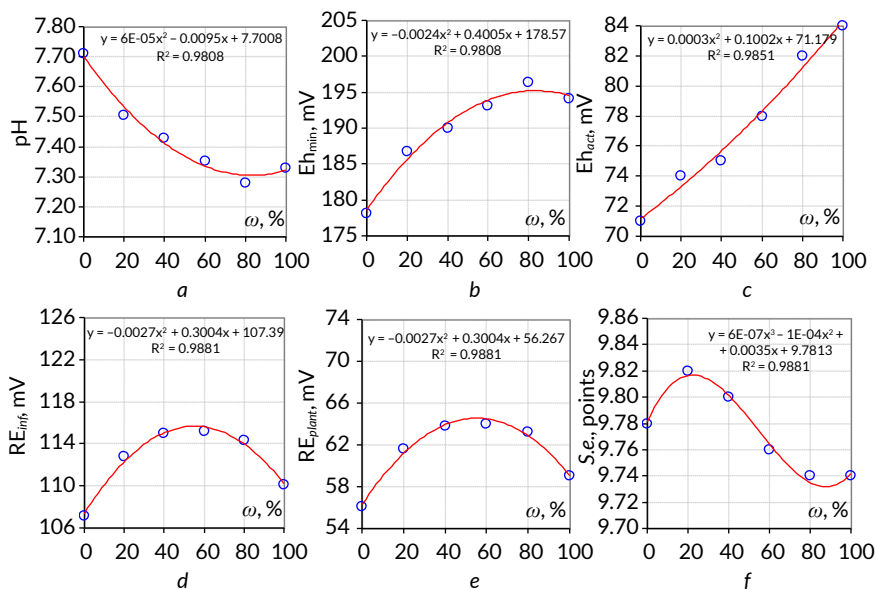 y = 6E-05x² − 0.0095x + 7.7008
R² = 0.9808
pH
7.80
7.70
7.60
7.50
7.40
7.30
7.20
7.10
ω, %
0 20 40 60 80 100
a
y = −0.0024x² + 0.4005x + 178.57
R² = 0.9808
Eh_min, mV
205
200
195
190
185
180
175
ω, %
0 20 40 60 80 100
b
y = 0.0003x² + 0.1002x + 71.179
R² = 0.9851
Eh_act, mV
84
82
80
78
76
74
72
70
ω, %
0 20 40 60 80 100
c
y = −0.0027x² + 0.3004x + 107.39
R² = 0.9881
RE_inf, mV
126
122
118
114
110
106
ω, %
0 20 40 60 80 100
d
y = −0.0027x² + 0.3004x + 56.267
R² = 0.9881
RE_plant, mV
74
70
66
62
58
54
ω, %
0 20 40 60 80 100
e
y = 6E-07x³ − 1E-04x² +
+ 0.0035x + 9.7813
R² = 0.9881
S.e., points
9.86
9.84
9.82
9.80
9.78
9.74
9.72
9.70
ω, %
0 20 40 60 80 100
f